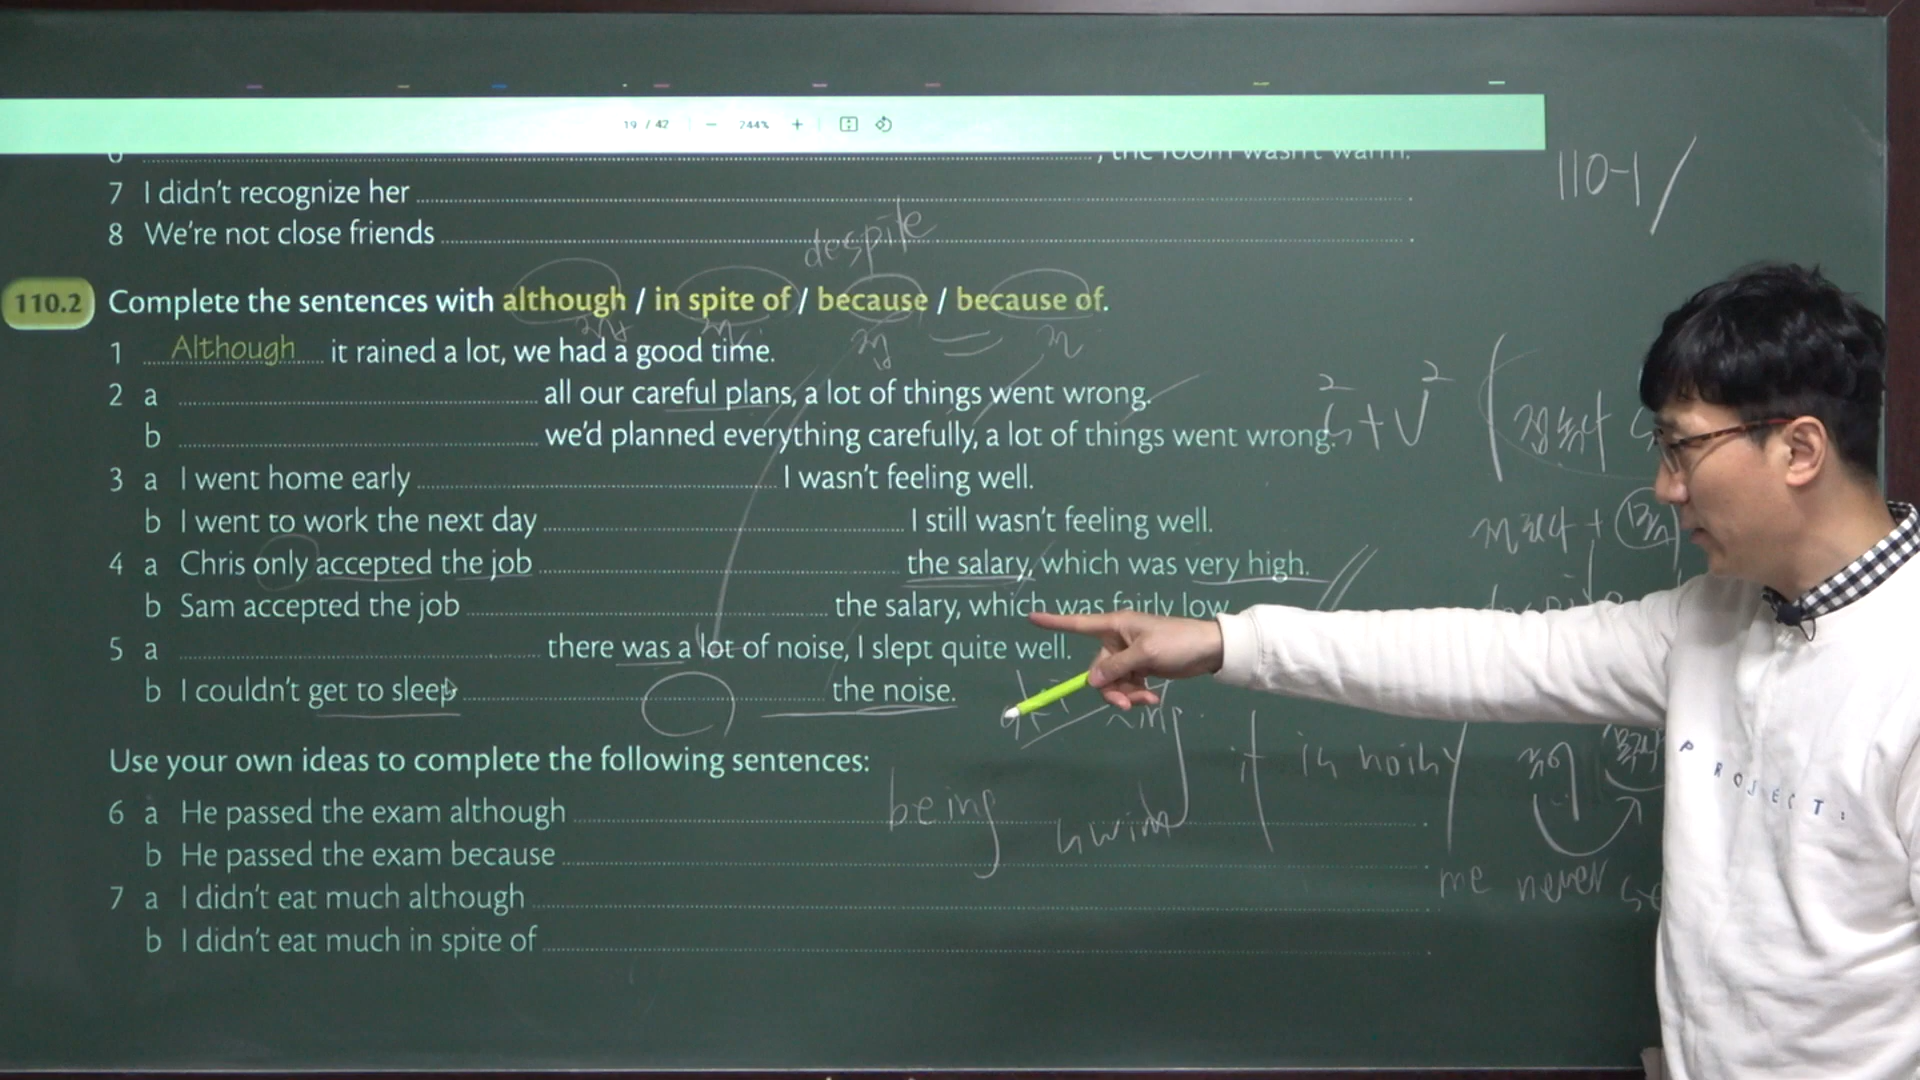 19 / 42 − 244% +
, the room wasn't warm.
110-1
7 I didn't recognize her
8 We're not close friends
despite
110.2 Complete the sentences with although / in spite of / because / because of.
1 Although it rained a lot, we had a good time.
2 a all our careful plans, a lot of things went wrong.
b we'd planned everything carefully, a lot of things went wrong.
S + V
3 a I went home early I wasn't feeling well.
b I went to work the next day I still wasn't feeling well.
4 a Chris only accepted the job the salary, which was very high.
b Sam accepted the job the salary, which was fairly low
5 a there was a lot of noise, I slept quite well.
b I couldn't get to sleep the noise.
it is noisy
Use your own ideas to complete the following sentences:
being
6 a He passed the exam although
b He passed the exam because
me never
7 a I didn't eat much although
b I didn't eat much in spite of
PROJECT